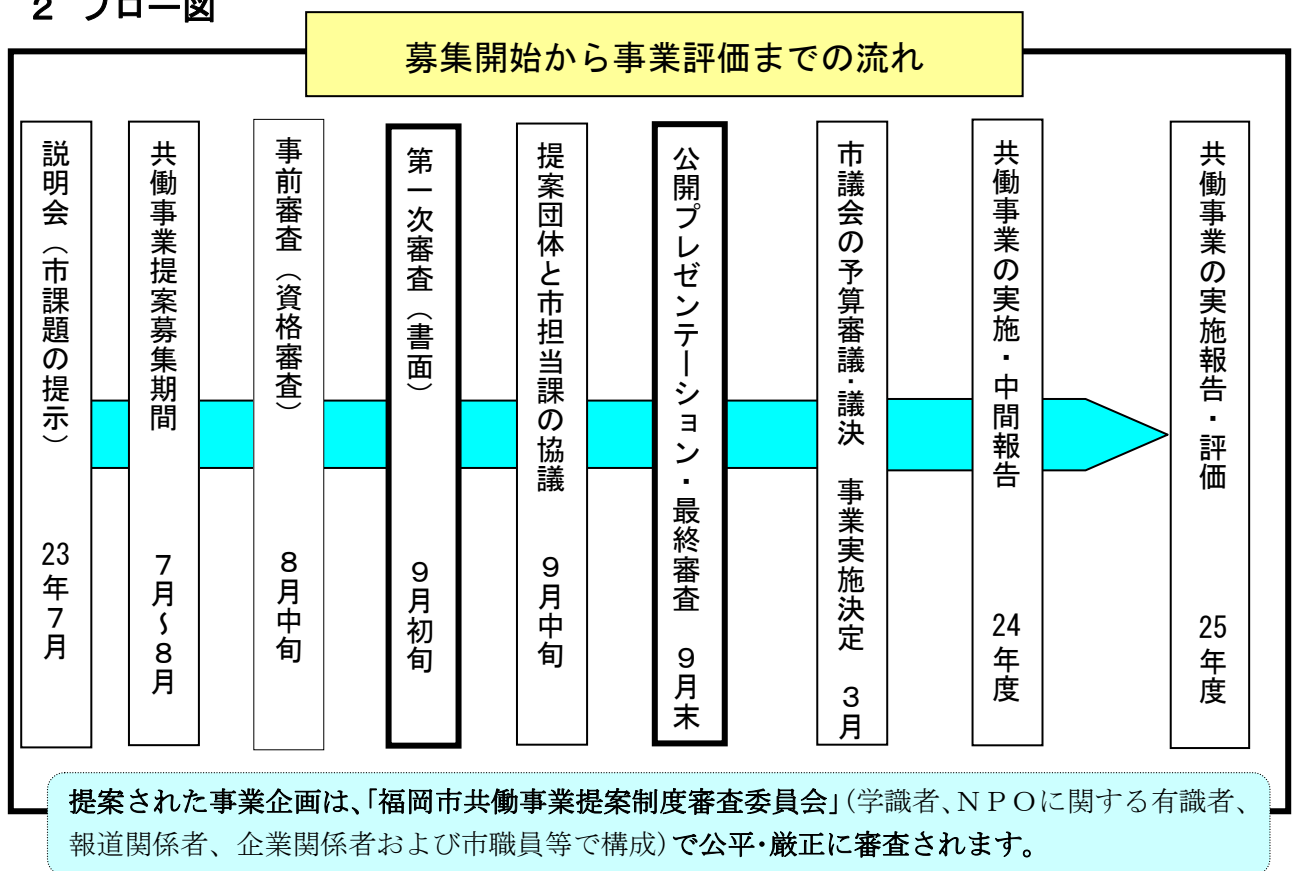 2 フロー図
募集開始から事業評価までの流れ
説明会（市課題の提示） 23年７月
共働事業提案募集期間 ７月～８月
事前審査（資格審査） ８月中旬
第一次審査（書面） ９月初旬
提案団体と市担当課の協議 ９月中旬
公開プレゼンテーション・最終審査 ９月末
市議会の予算審議・議決 事業実施決定 ３月
共働事業の実施・中間報告 24年度
共働事業の実施報告・評価 25年度
提案された事業企画は、「福岡市共働事業提案制度審査委員会」（学識者、ＮＰＯに関する有識者、
報道関係者、企業関係者および市職員等で構成）で公平・厳正に審査されます。